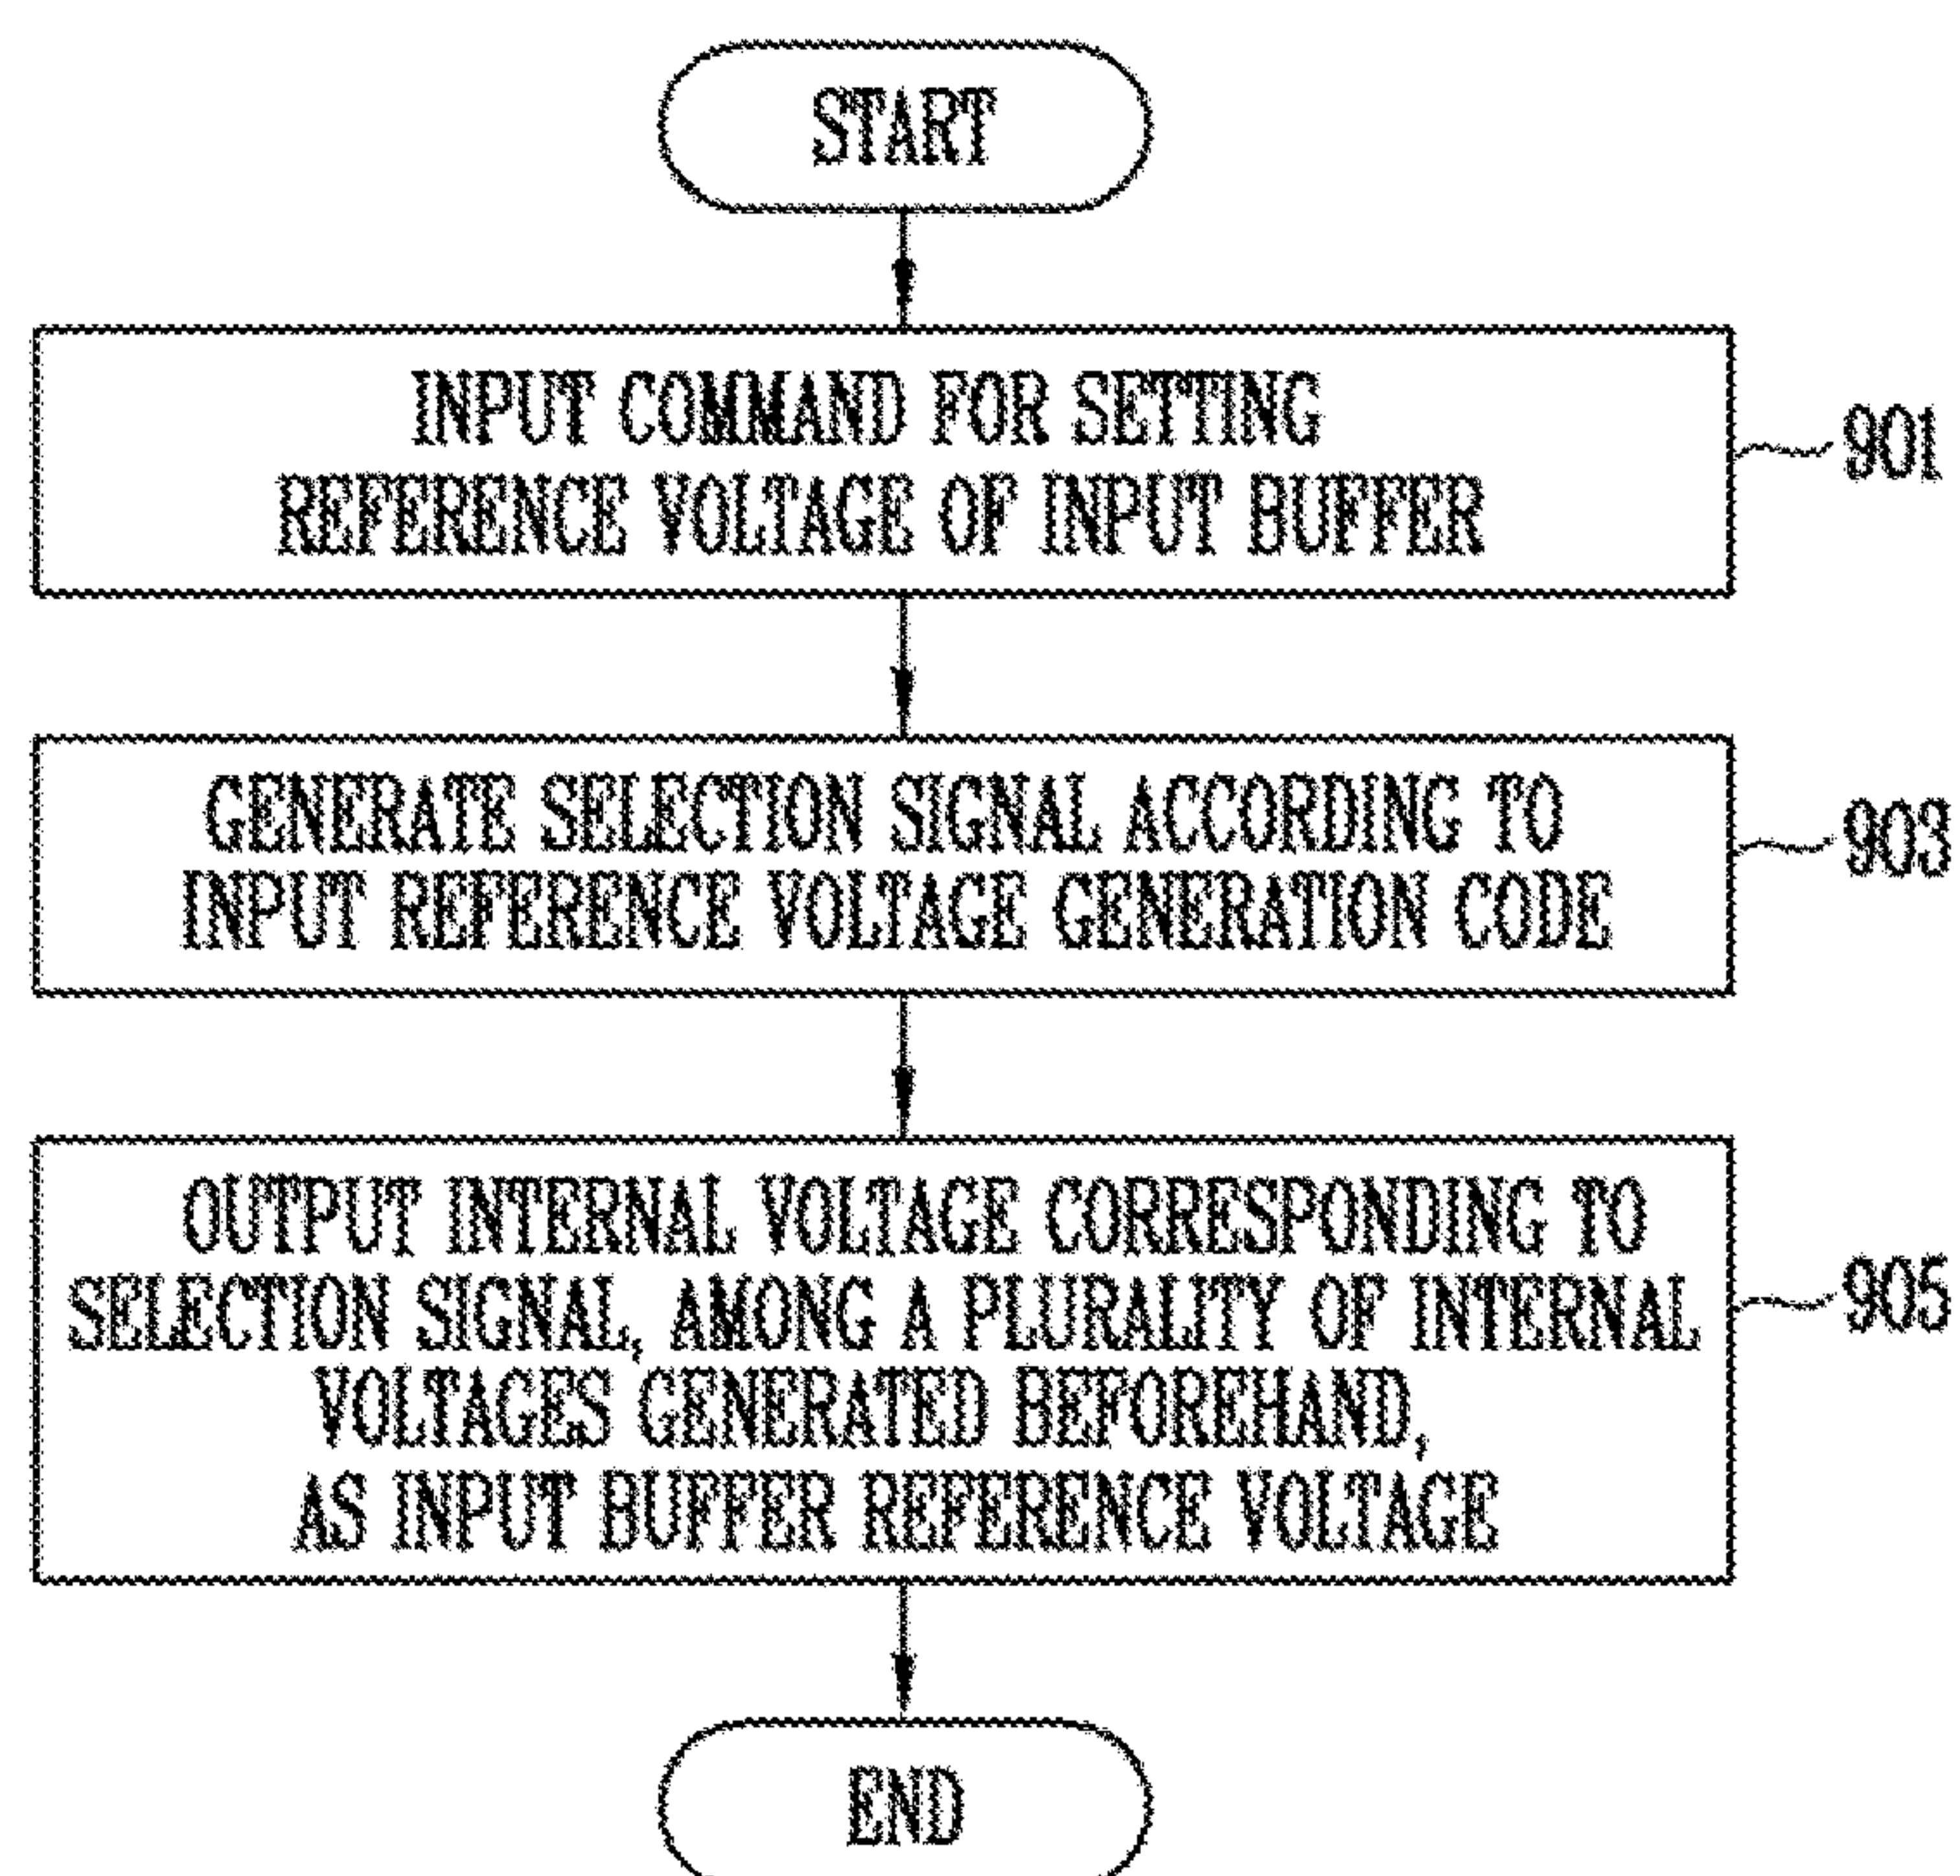 START
INPUT COMMAND FOR SETTING
REFERENCE VOLTAGE OF INPUT BUFFER
901
GENERATE SELECTION SIGNAL ACCORDING TO
INPUT REFERENCE VOLTAGE GENERATION CODE
903
OUTPUT INTERNAL VOLTAGE CORRESPONDING TO
SELECTION SIGNAL, AMONG A PLURALITY OF INTERNAL
VOLTAGES GENERATED BEFOREHAND,
AS INPUT BUFFER REFERENCE VOLTAGE
905
END